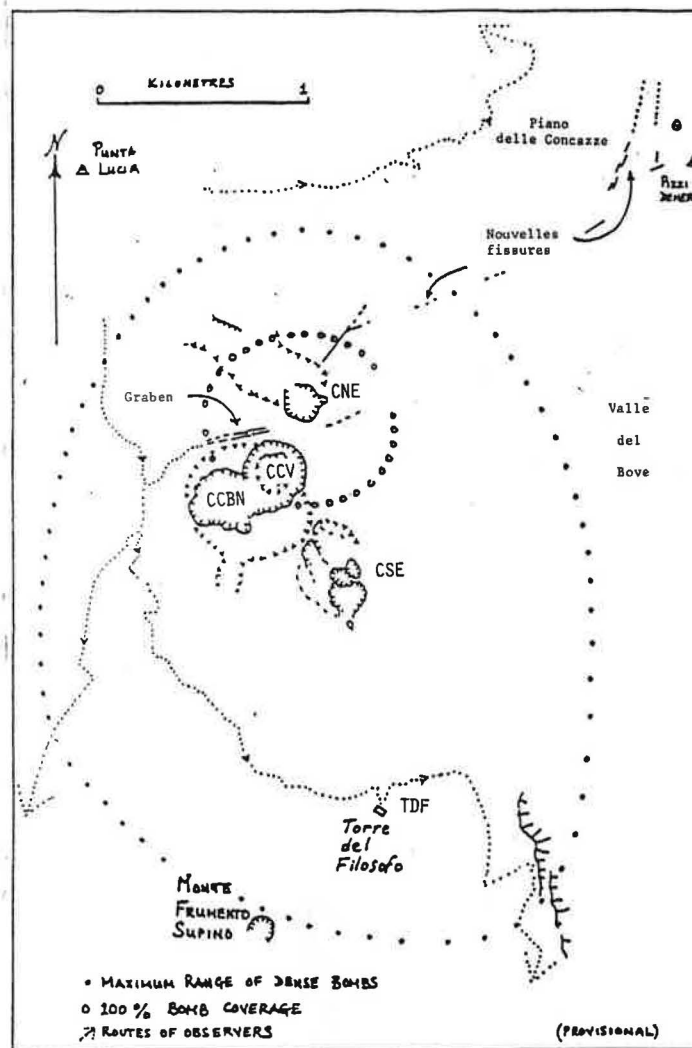 KILOMETRES
0 1
N
PUNTA
LUCIA
Piano
delle Concazze
PIZZI
Nouvelles
fissures
Graben
CNE
CCV
CCBN
CSE
Valle
del
Bove
TDF
Torre
del
Filosofo
MONTE
FRUMENTO
SUPINO
• MAXIMUM RANGE OF DENSE BOMBS
O 100% BOMB COVERAGE
ROUTES OF OBSERVERS
(PROVISIONAL)